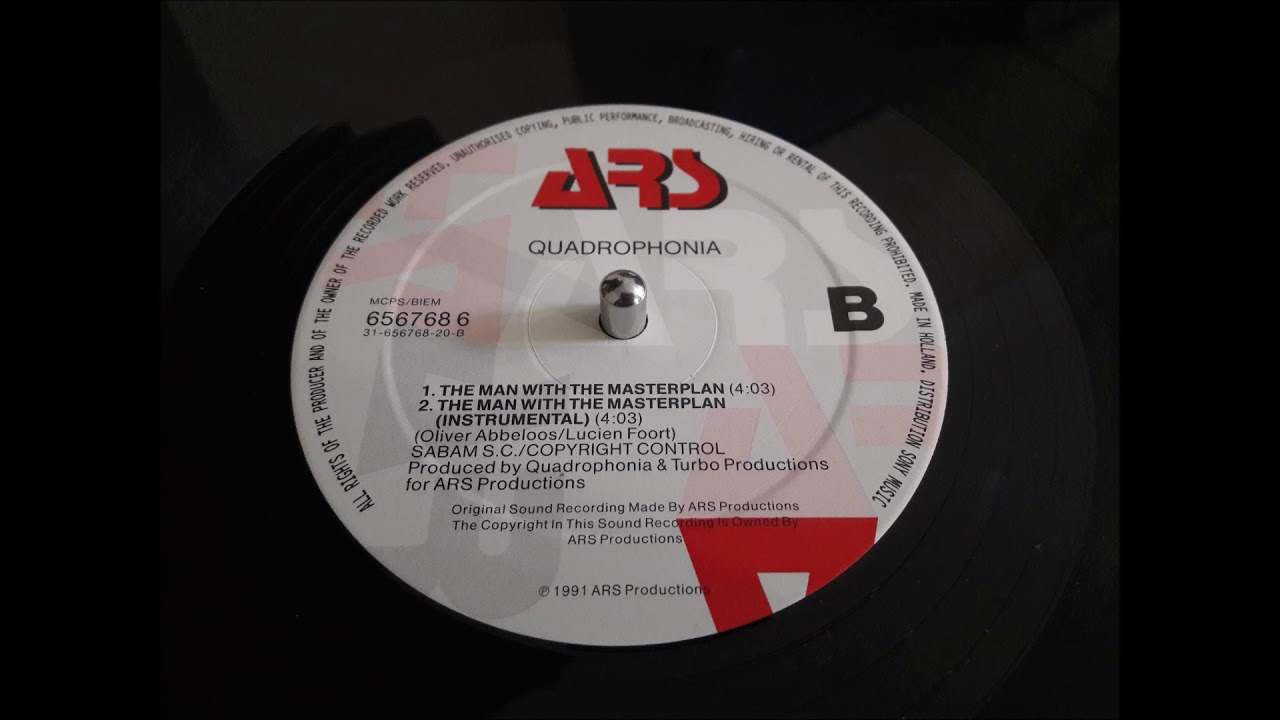 ALL RIGHTS OF THE PRODUCER AND OF THE OWNER OF THE RECORDED WORK RESERVED. UNAUTHORISED COPYING, PUBLIC PERFORMANCE, BROADCASTING, HIRING OR RENTAL OF THIS RECORDING PROHIBITED. MADE IN HOLLAND. DISTRIBUTION SONY MUSIC
ARS
QUADROPHONIA
MCPS/BIEM
656768 6
31-656768-20-B
B
1. THE MAN WITH THE MASTERPLAN (4:03)
2. THE MAN WITH THE MASTERPLAN
(INSTRUMENTAL) (4:03)
(Oliver Abbeloos/Lucien Foort)
SABAM S.C./COPYRIGHT CONTROL
Produced by Quadrophonia & Turbo Productions
for ARS Productions
Original Sound Recording Made By ARS Productions
The Copyright In This Sound Recording Is Owned By
ARS Productions
℗ 1991 ARS Productions